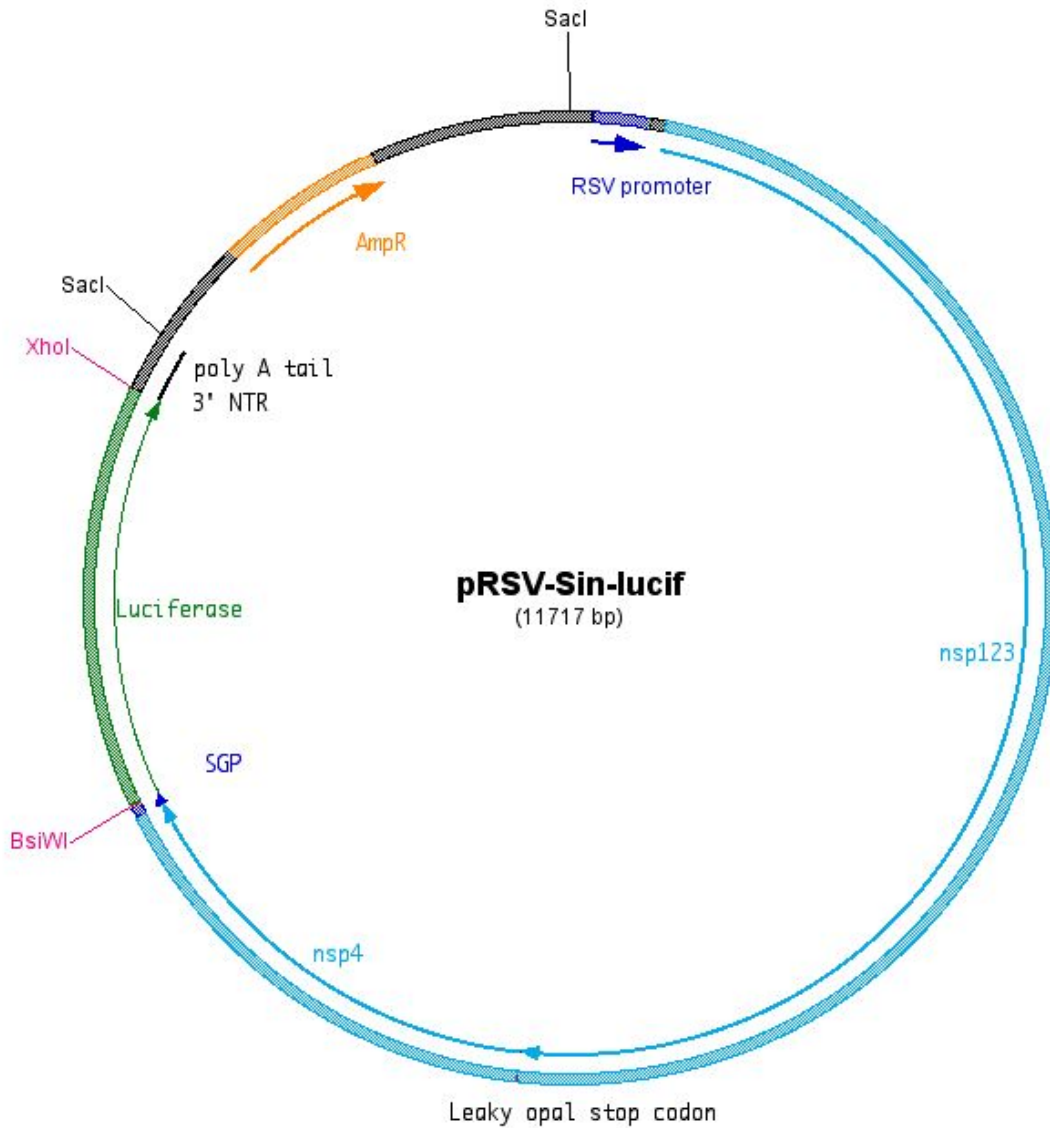 SacI
RSV promoter
AmpR
SacI
XhoI
poly A tail
3' NTR
pRSV-Sin-lucif
(11717 bp)
Luciferase
nsp123
SGP
BsiWI
nsp4
Leaky opal stop codon